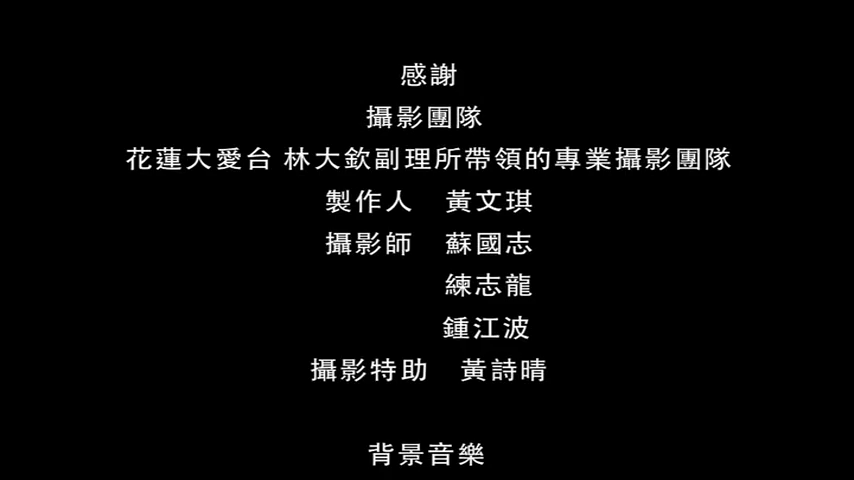 感謝
攝影團隊
花蓮大愛台 林大欽副理所帶領的專業攝影團隊
製作人 黃文琪
攝影師 蘇國志
練志龍
鍾江波
攝影特助 黃詩晴
背景音樂